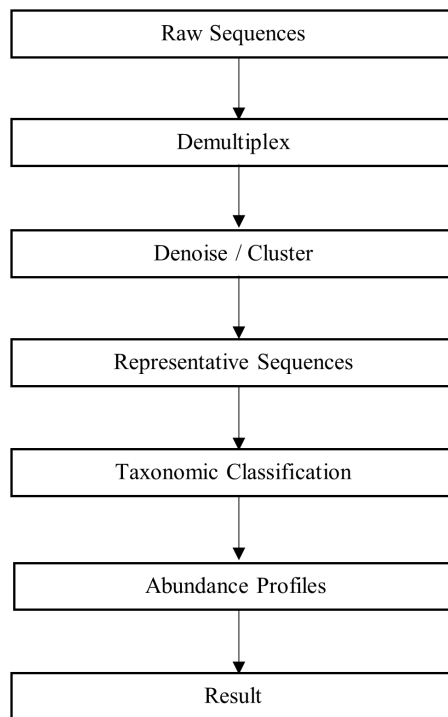 Raw Sequences
Demultiplex
Denoise / Cluster
Representative Sequences
Taxonomic Classification
Abundance Profiles
Result